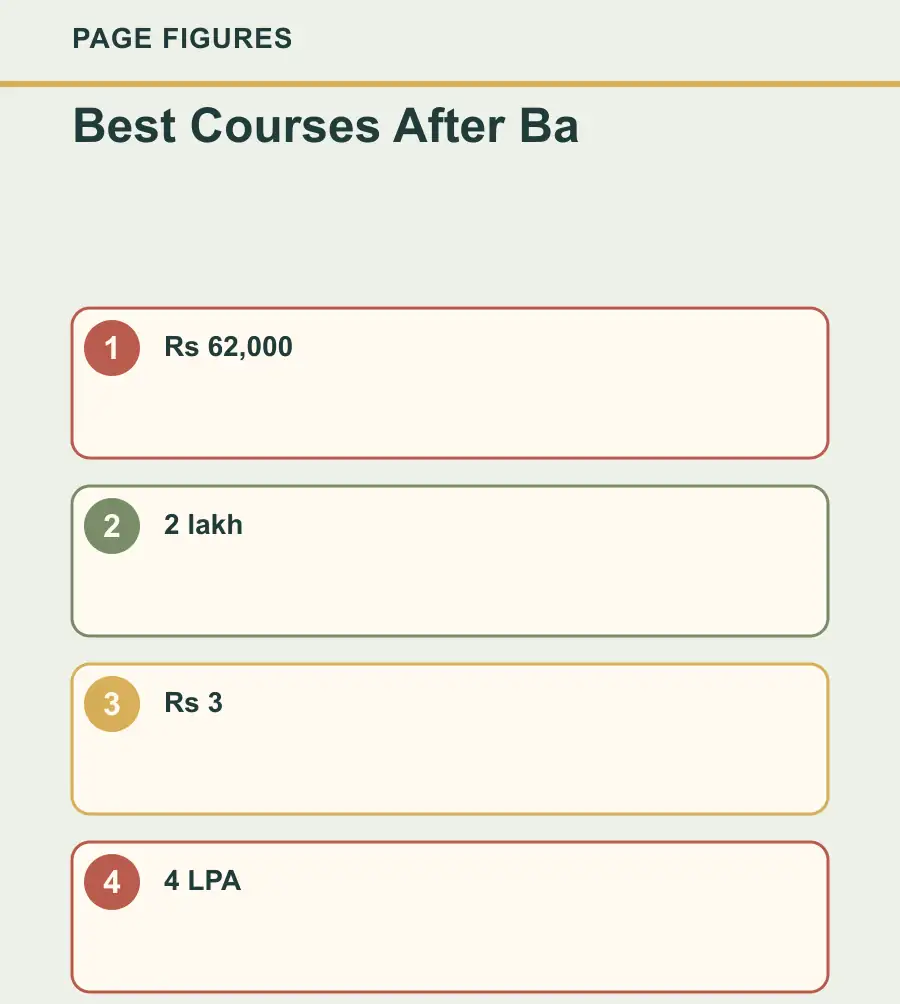 PAGE FIGURES
Best Courses After Ba
1 Rs 62,000
2 2 lakh
3 Rs 3
4 4 LPA